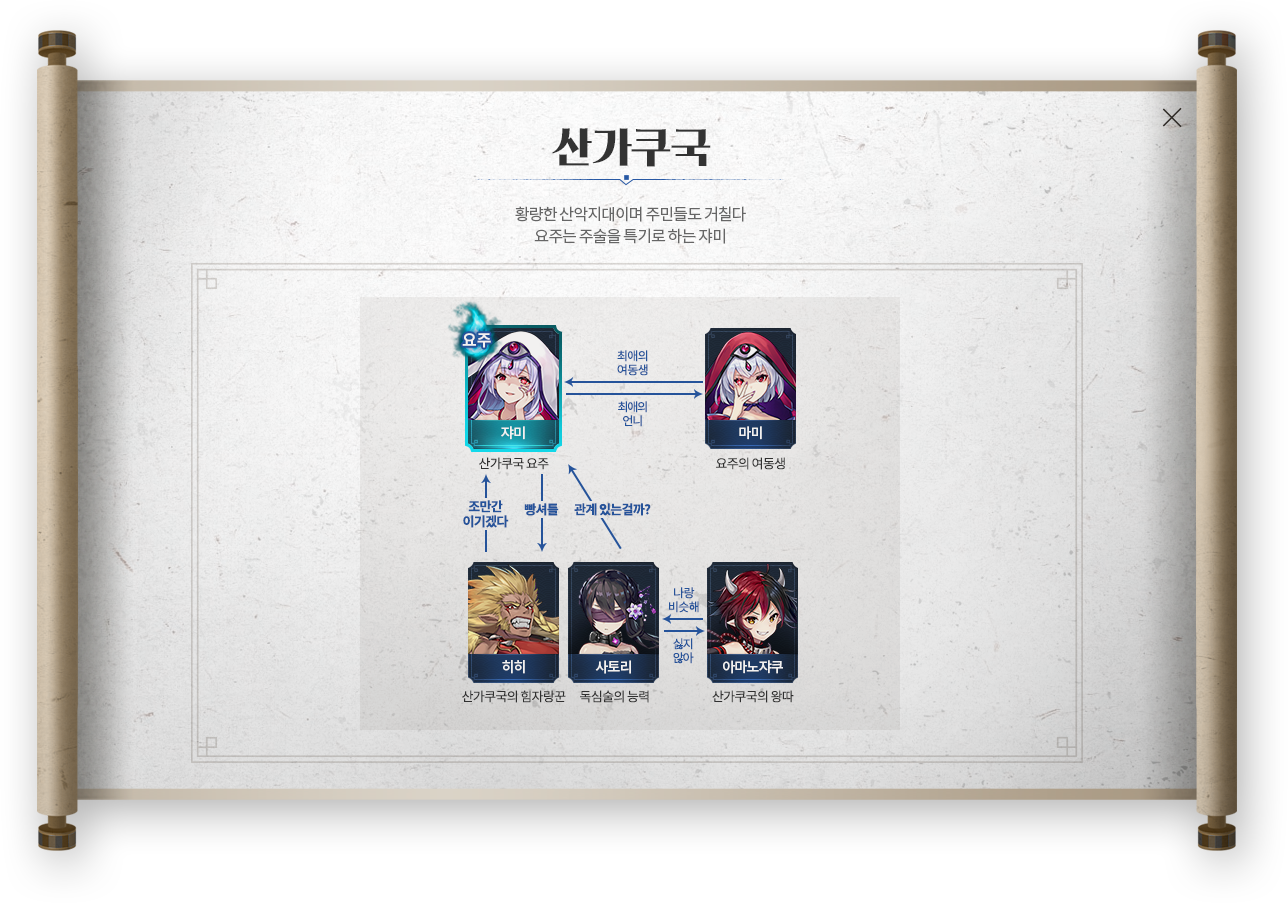 산가쿠국
황량한 산악지대이며 주민들도 거칠다
요주는 주술을 특기로 하는 쟈미
요주
최애의
여동생
최애의
언니
쟈미
마미
산가쿠국 요주
요주의 여동생
조만간
이기겠다
빵셔틀
관계 있는걸까?
나랑
비슷해
싫지
않아
히히
사토리
아마노쟈쿠
산가쿠국의 힘자랑꾼
독심술의 능력
산가쿠국의 왕따